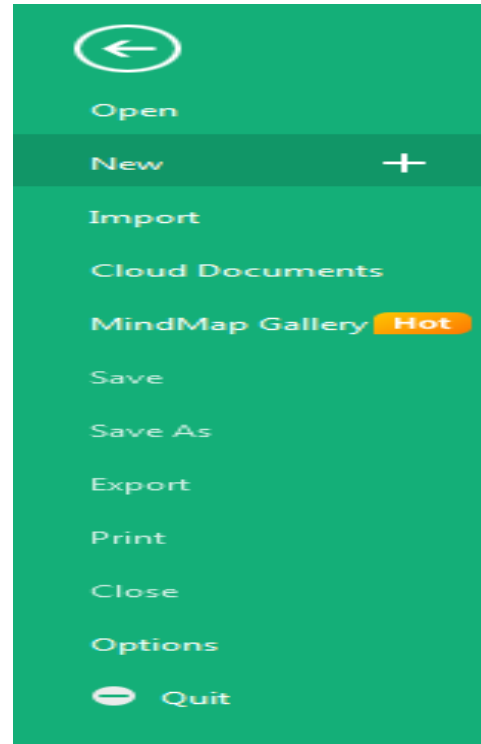 Open
New
Import
Cloud Documents
MindMap Gallery Hot
Save
Save As
Export
Print
Close
Options
Quit